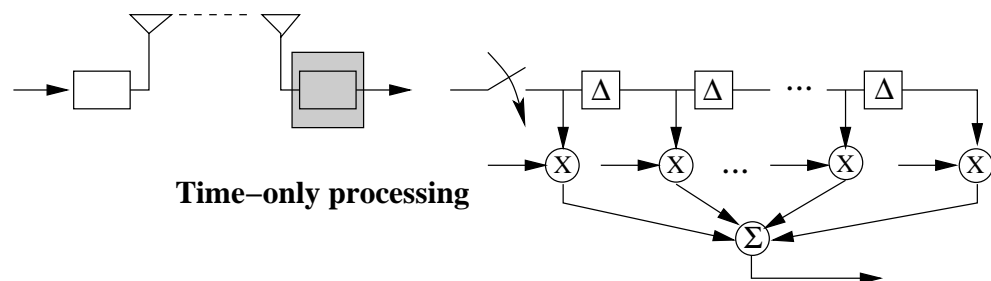 Δ Δ ... Δ
X X ... X X
Time−only processing
Σ